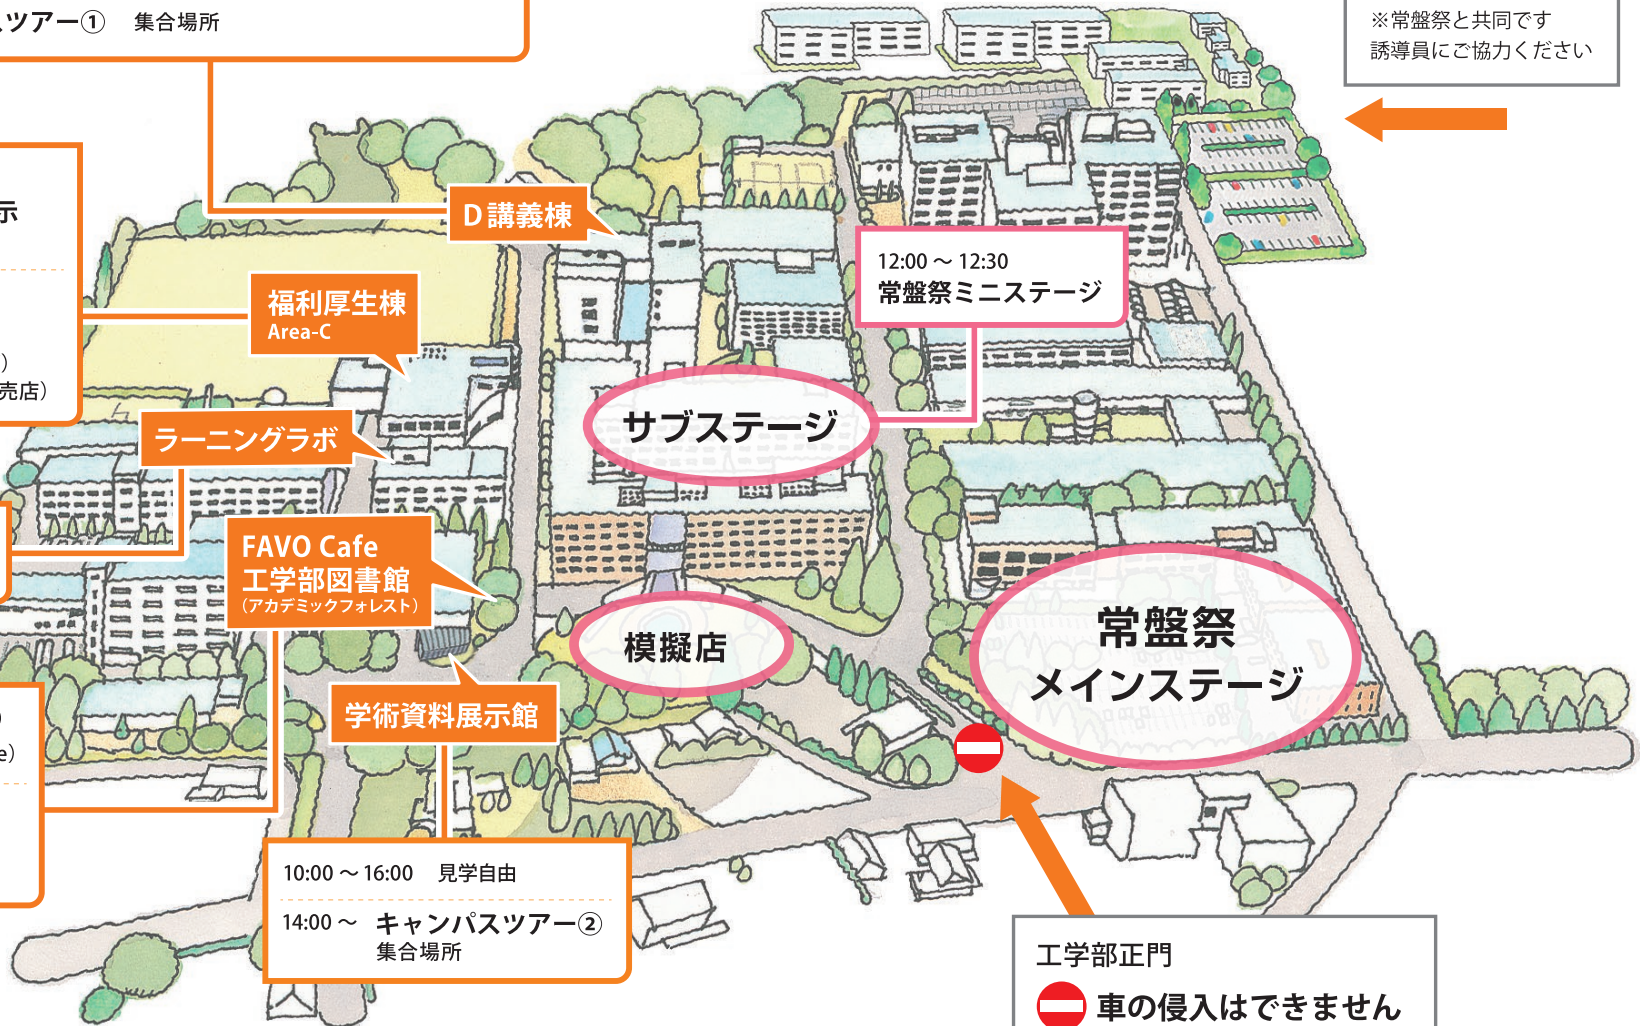 ツアー① 集合場所
※常盤祭と共同です
誘導員にご協力ください
示
D講義棟
12:00 ～ 12:30
常盤祭ミニステージ
福利厚生棟
Area-C
）
売店）
サブステージ
ラーニングラボ
FAVO Cafe
工学部図書館
（アカデミックフォレスト）
模擬店
常盤祭
メインステージ
学術資料展示館
）
e）
10:00 ～ 16:00 見学自由
14:00 ～ キャンパスツアー②
集合場所
工学部正門
車の侵入はできません